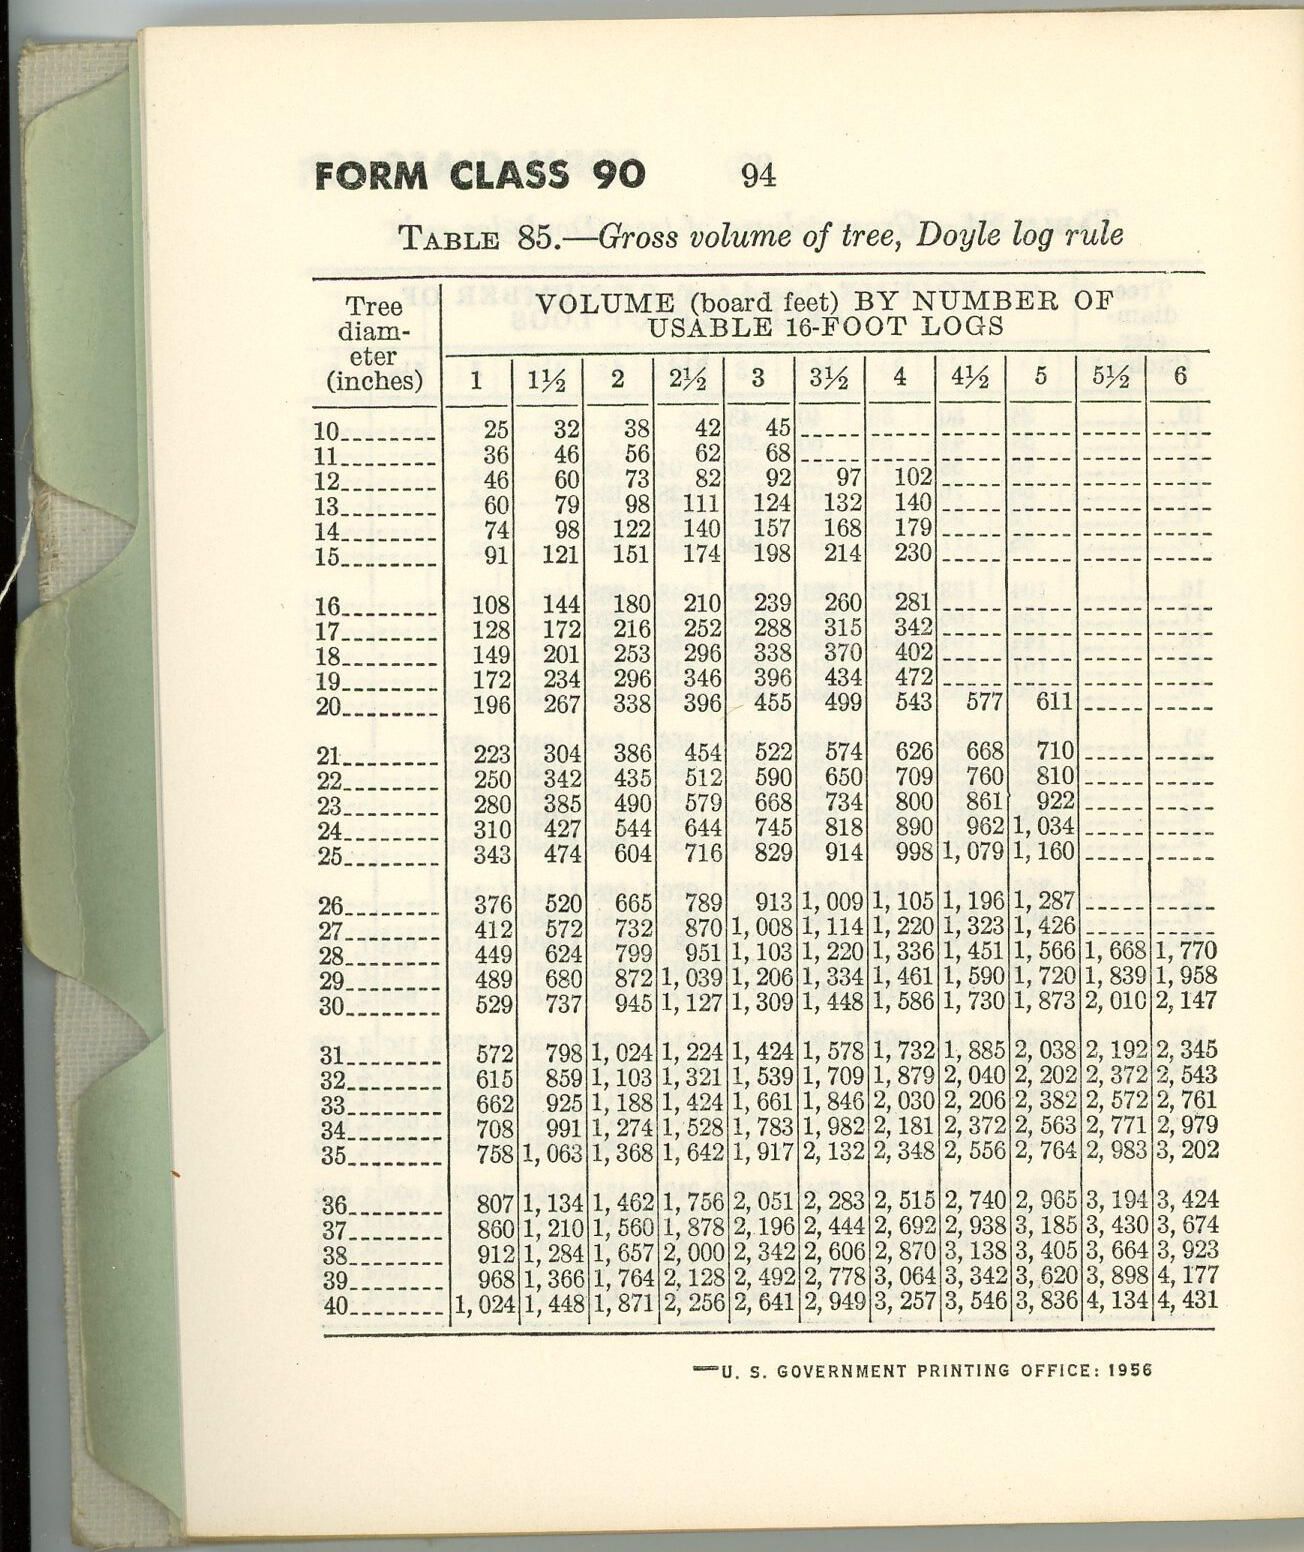 FORM CLASS 90 94
TABLE 85.—Gross volume of tree, Doyle log rule
Tree diam-eter (inches) VOLUME (board feet) BY NUMBER OF
USABLE 16-FOOT LOGS
1 1½ 2 2½ 3 3½ 4 4½ 5 5½ 6
10 25 32 38 42 45
11 36 46 56 62 68
12 46 60 73 82 92 97 102
13 60 79 98 111 124 132 140
14 74 98 122 140 157 168 179
15 91 121 151 174 198 214 230
16 108 144 180 210 239 260 281
17 128 172 216 252 288 315 342
18 149 201 253 296 338 370 402
19 172 234 296 346 396 434 472
20 196 267 338 396 455 499 543 577 611
21 223 304 386 454 522 574 626 668 710
22 250 342 435 512 590 650 709 760 810
23 280 385 490 579 668 734 800 861 922
24 310 427 544 644 745 818 890 962 1,034
25 343 474 604 716 829 914 998 1,079 1,160
26 376 520 665 789 913 1,009 1,105 1,196 1,287
27 412 572 732 870 1,008 1,114 1,220 1,323 1,426
28 449 624 799 951 1,103 1,220 1,336 1,451 1,566 1,668 1,770
29 489 680 872 1,039 1,206 1,334 1,461 1,590 1,720 1,839 1,958
30 529 737 945 1,127 1,309 1,448 1,586 1,730 1,873 2,010 2,147
31 572 798 1,024 1,224 1,424 1,578 1,732 1,885 2,038 2,192 2,345
32 615 859 1,103 1,321 1,539 1,709 1,879 2,040 2,202 2,372 2,543
33 662 925 1,188 1,424 1,661 1,846 2,030 2,206 2,382 2,572 2,761
34 708 991 1,274 1,528 1,783 1,982 2,181 2,372 2,563 2,771 2,979
35 758 1,063 1,368 1,642 1,917 2,132 2,348 2,556 2,764 2,983 3,202
36 807 1,134 1,462 1,756 2,051 2,283 2,515 2,740 2,965 3,194 3,424
37 860 1,210 1,560 1,878 2,196 2,444 2,692 2,938 3,185 3,430 3,674
38 912 1,284 1,657 2,000 2,342 2,606 2,870 3,138 3,405 3,664 3,923
39 968 1,366 1,764 2,128 2,492 2,778 3,064 3,342 3,620 3,898 4,177
40 1,024 1,448 1,871 2,256 2,641 2,949 3,257 3,546 3,836 4,134 4,431
U. S. GOVERNMENT PRINTING OFFICE: 1956